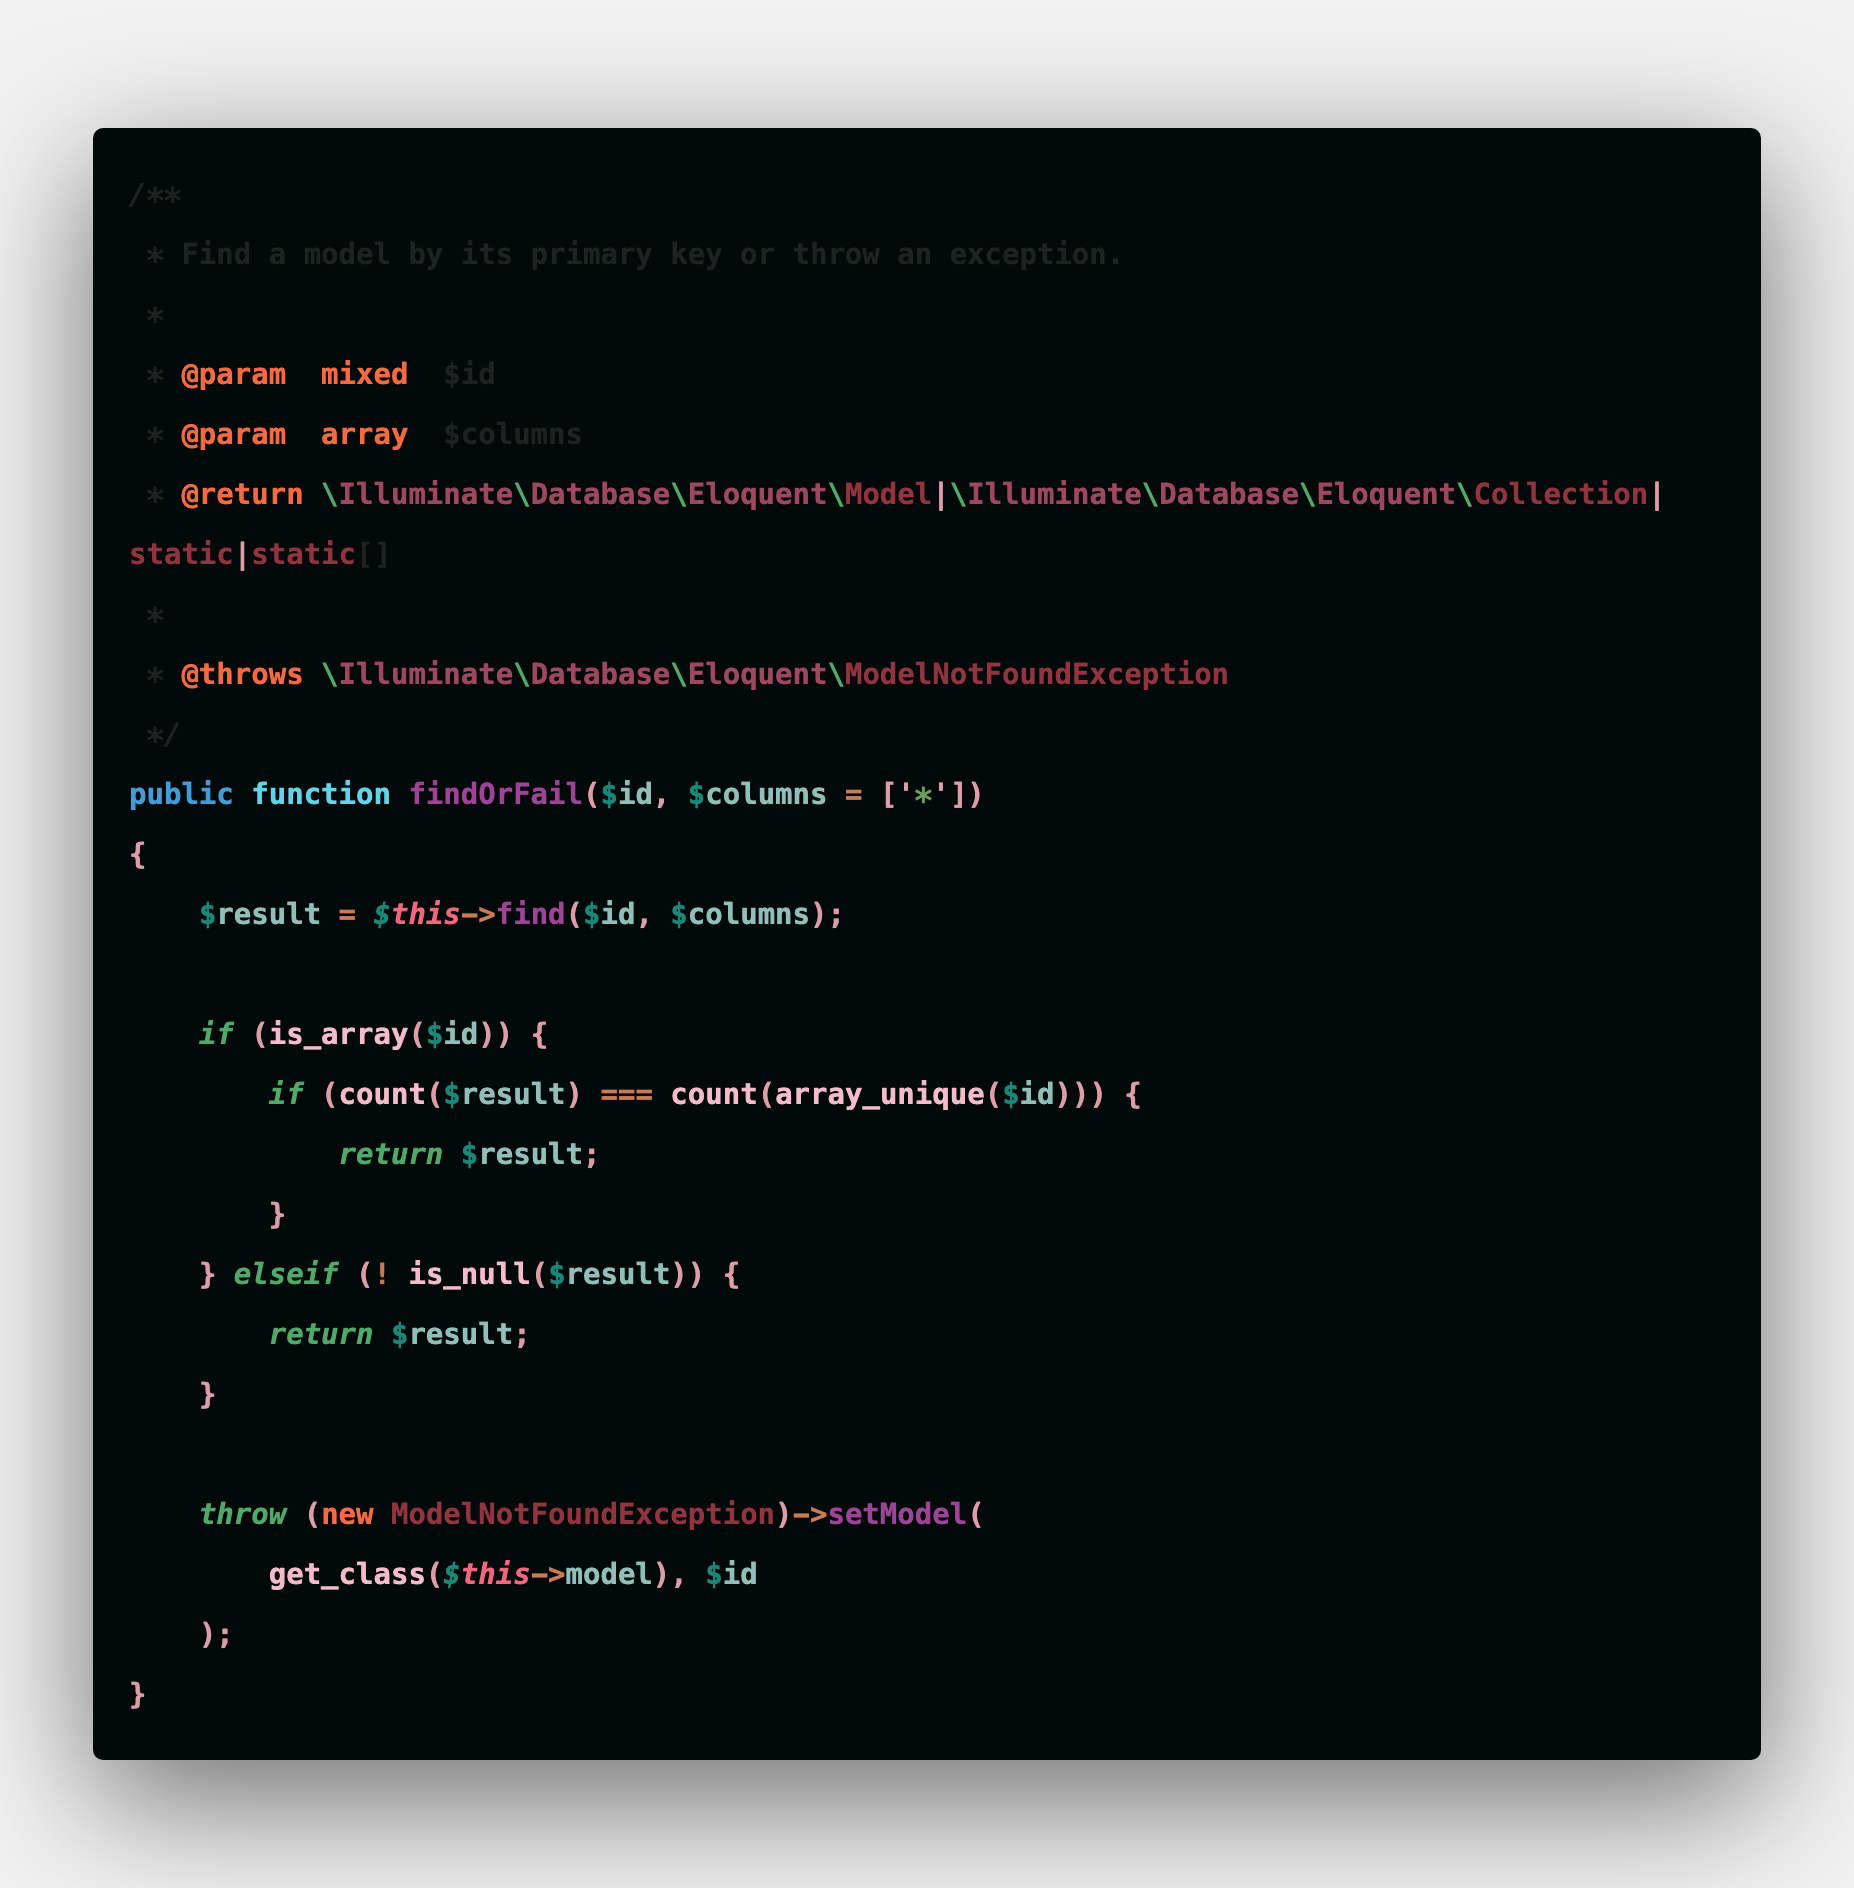 /**
 * Find a model by its primary key or throw an exception.
 *
 * @param  mixed  $id
 * @param  array  $columns
 * @return \Illuminate\Database\Eloquent\Model|\Illuminate\Database\Eloquent\Collection|
static|static[]
 *
 * @throws \Illuminate\Database\Eloquent\ModelNotFoundException
 */
public function findOrFail($id, $columns = ['*'])
{
    $result = $this->find($id, $columns);

    if (is_array($id)) {
        if (count($result) === count(array_unique($id))) {
            return $result;
        }
    } elseif (! is_null($result)) {
        return $result;
    }

    throw (new ModelNotFoundException)->setModel(
        get_class($this->model), $id
    );
}